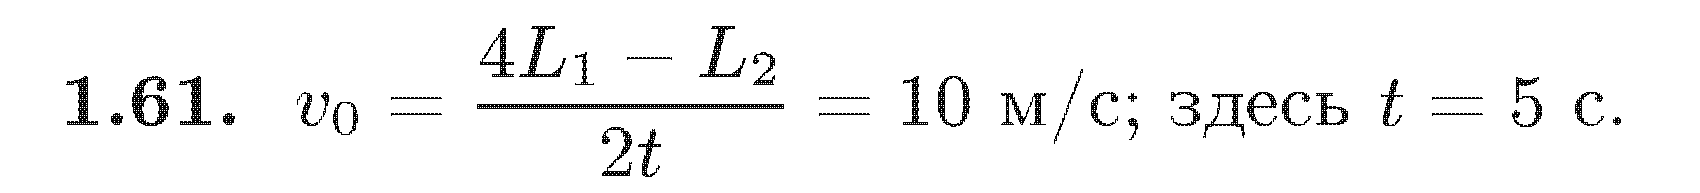 1.61. v₀ = (4L₁ − L₂)/(2t) = 10 м/с; здесь t = 5 с.